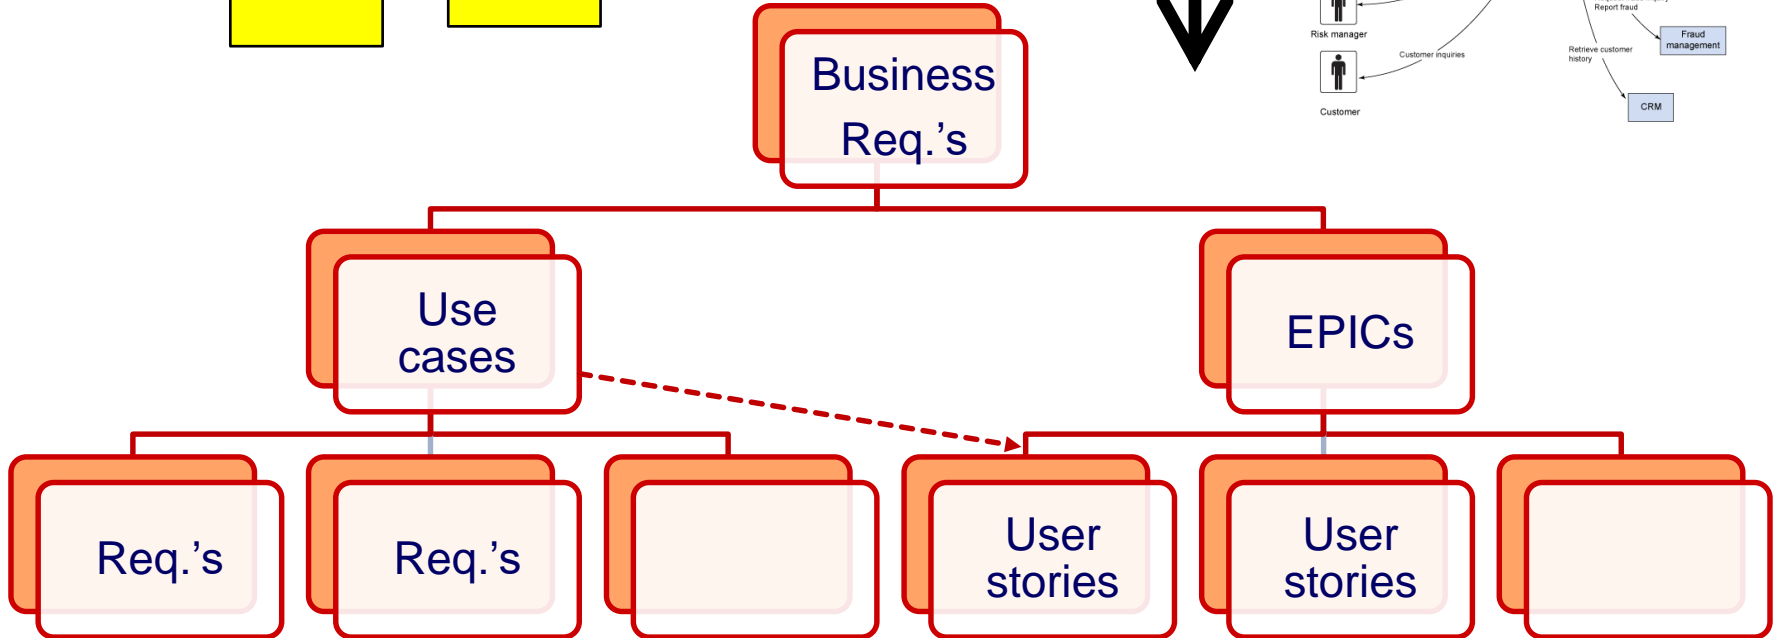 Report fraud
Risk manager
Fraud
management
Customer inquiries
Retrieve customer
history
CRM
Customer
Business
Req.’s
Use
cases
EPICs
Req.’s
Req.’s
User
stories
User
stories